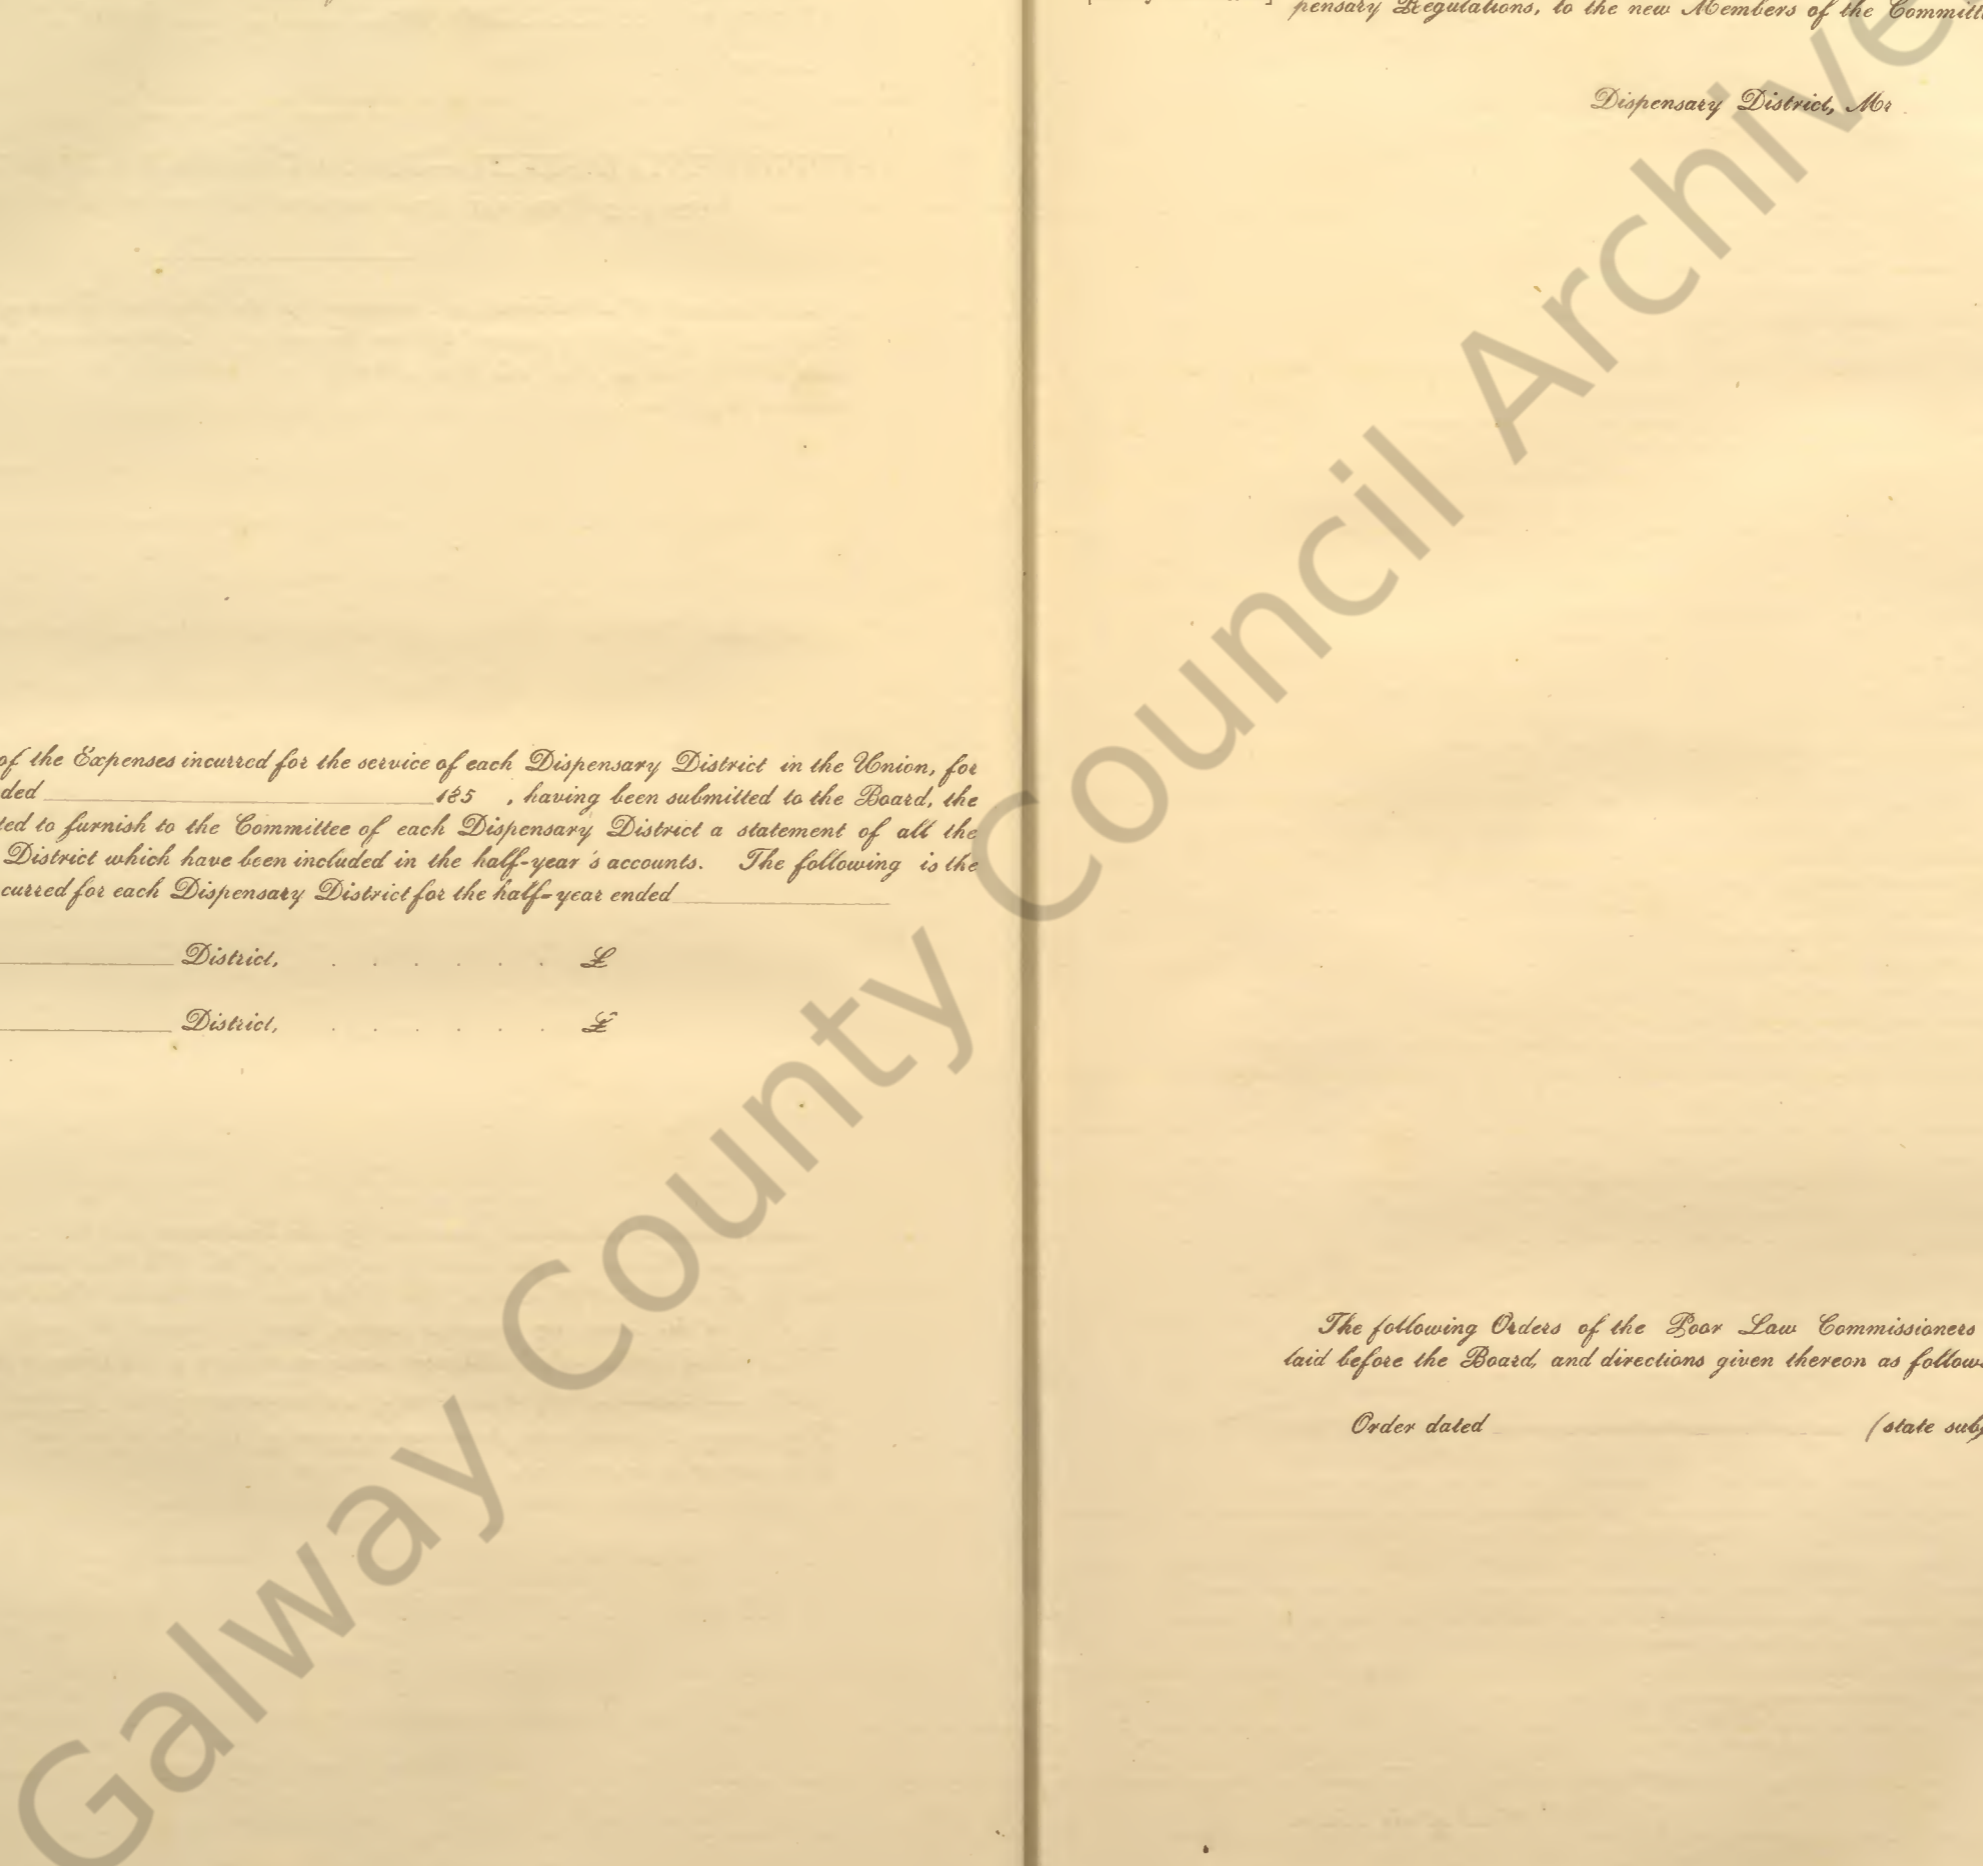 of the Expenses incurred for the service of each Dispensary District in the Union, for
ded 185 , having been submitted to the Board, the
ted to furnish to the Committee of each Dispensary District a statement of all the
District which have been included in the half-year's accounts. The following is the
curred for each Dispensary District for the half-year ended
District, . . . . . . £
District, . . . . . . £
pensary Regulations, to the new Members of the Committe
Dispensary District, Mr
The following Orders of the Poor Law Commissioners
laid before the Board, and directions given thereon as follow
Order dated (state sub
Galway County Council Archive